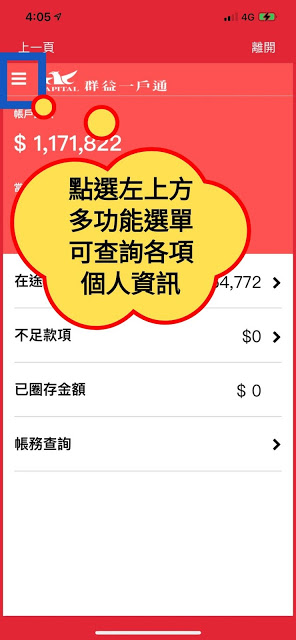 4:05
4G
上一頁
離開
CAPITAL 群益一戶通
帳戶
$ 1,171,822
點選左上方
多功能選單
可查詢各項
個人資訊
在途
4,772
不足款項
$0
已圈存金額
$ 0
帳務查詢